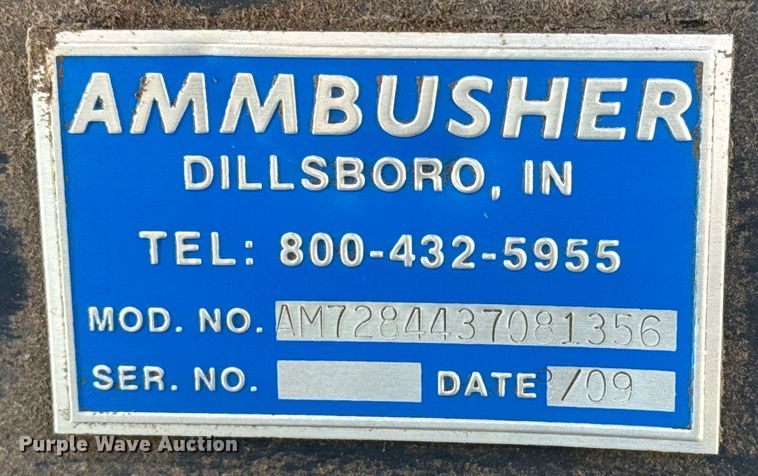 AMMBUSHER
DILLSBORO, IN
TEL: 800-432-5955
MOD. NO. AM7284437081356
SER. NO. DATE /09
Purple Wave Auction